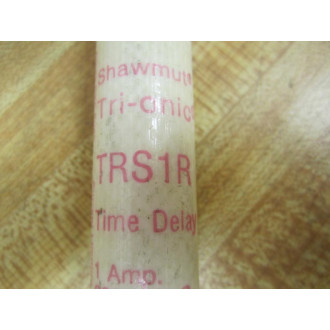 Shawmut
Tri-onic
TRS1R
Time Delay
1 Amp.